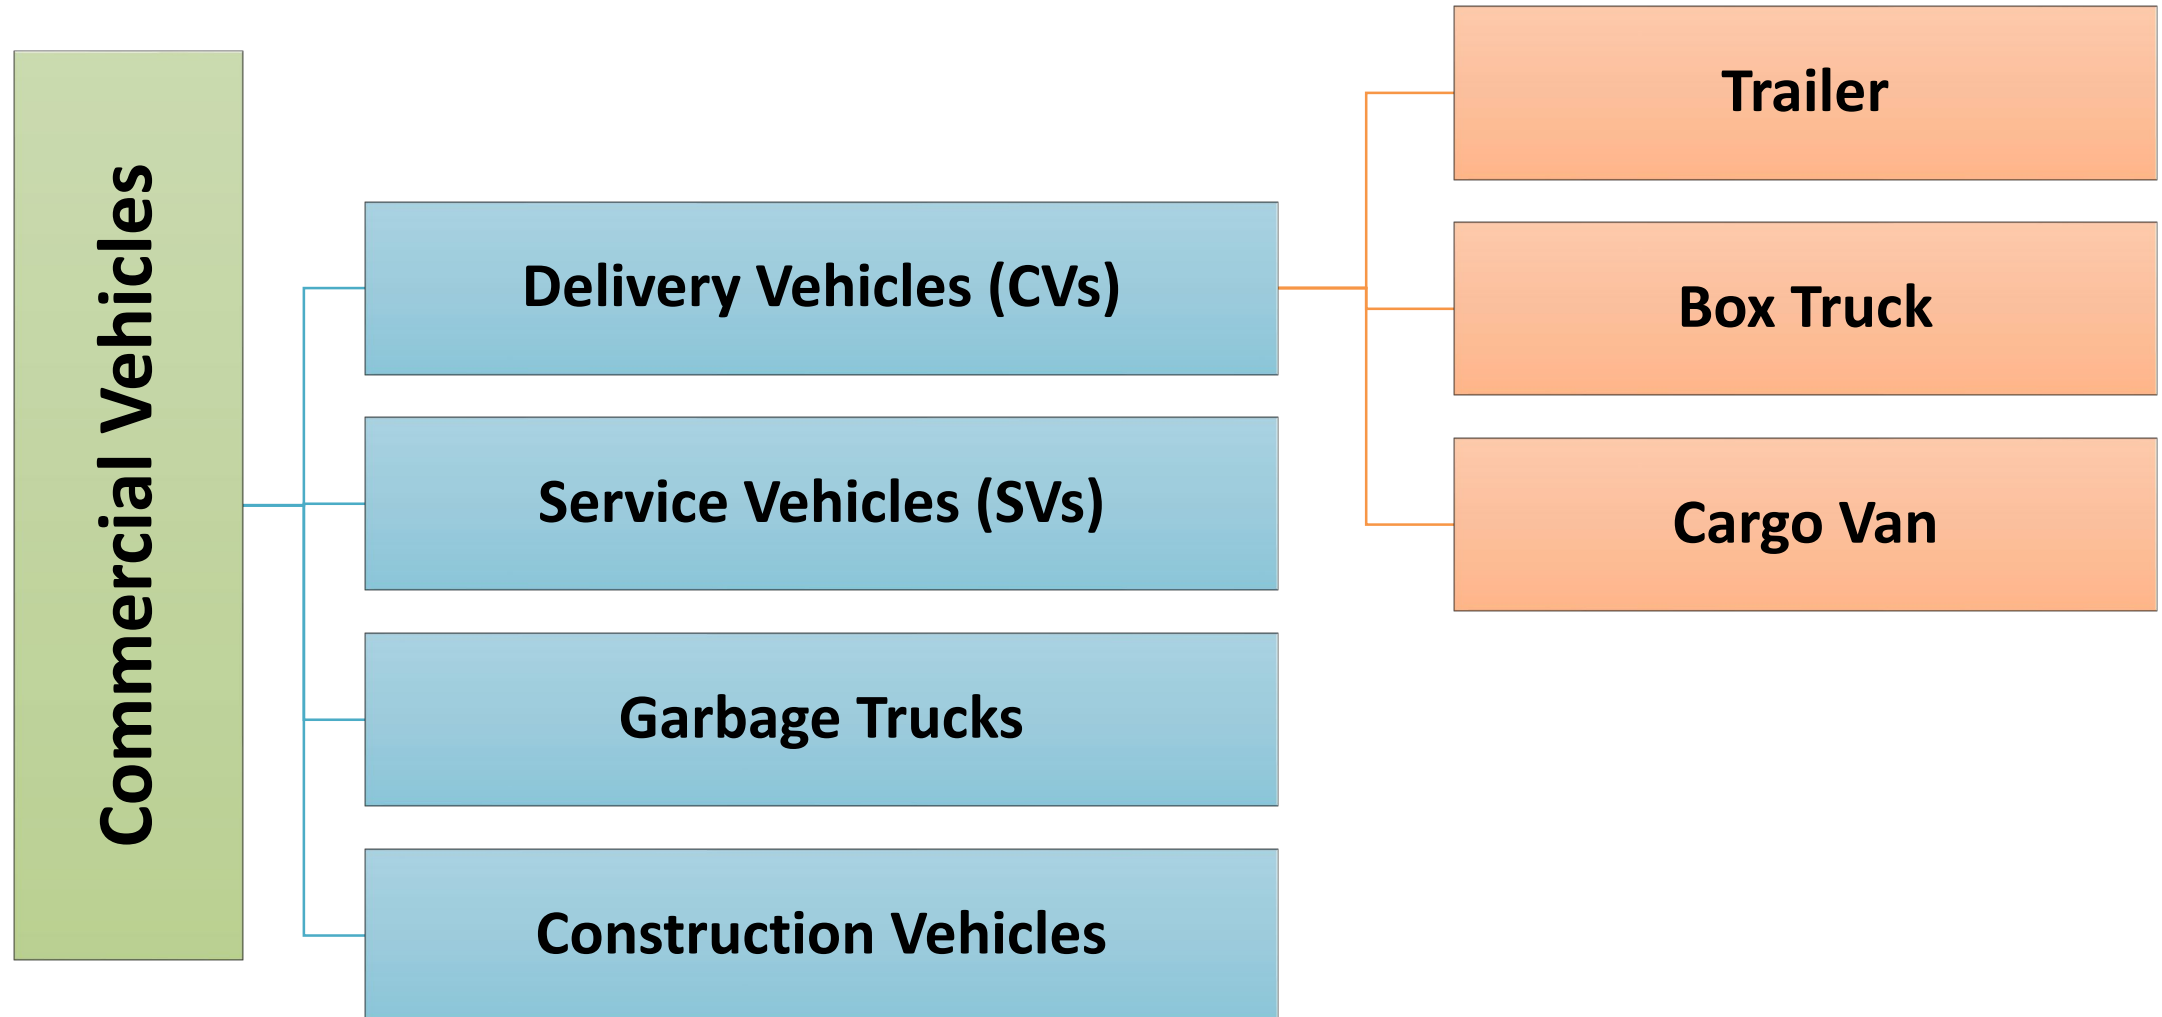 Commercial Vehicles
Delivery Vehicles (CVs)
Service Vehicles (SVs)
Garbage Trucks
Construction Vehicles
Trailer
Box Truck
Cargo Van